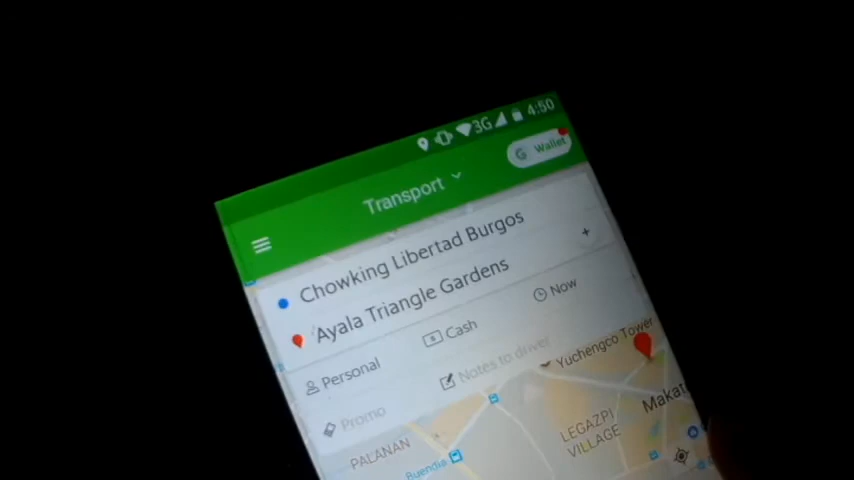 3G 4:50
G Wallet
Transport
Chowking Libertad Burgos
+
Ayala Triangle Gardens
Personal
Cash
Now
Promo
Notes to driver
Yuchengco Tower
PALANAN
Buendia
LEGAZPI
VILLAGE
Makat